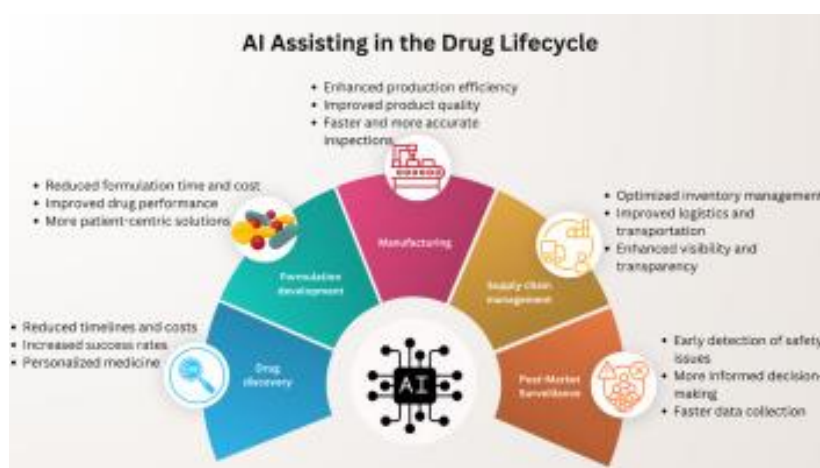 AI Assisting in the Drug Lifecycle
• Enhanced production efficiency
• Improved product quality
• Faster and more accurate
inspections
• Reduced formulation time and cost
• Improved drug performance
• More patient-centric solutions
• Optimized inventory management
• Improved logistics and
transportation
• Enhanced visibility and
transparency
Manufacturing
Formulation
development
Supply chain
management
• Reduced timelines and costs
• Increased success rates
• Personalized medicine
Drug
discovery
AI
Post-Market
Surveillance
• Early detection of safety
issues
• More informed decision-
making
• Faster data collection